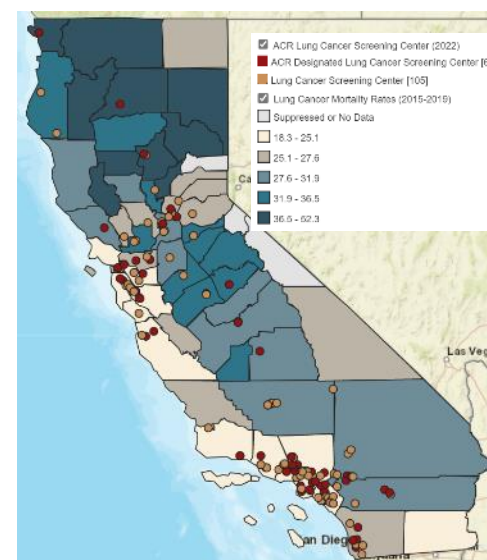 ACR Lung Cancer Screening Center (2022)
ACR Designated Lung Cancer Screening Center [6
Lung Cancer Screening Center [105]
Lung Cancer Mortality Rates (2015-2019)
Suppressed or No Data
18.3 - 25.1
25.1 - 27.6
27.6 - 31.9
31.9 - 36.5
36.5 - 62.3
Ca
Las Veg
an Dieg